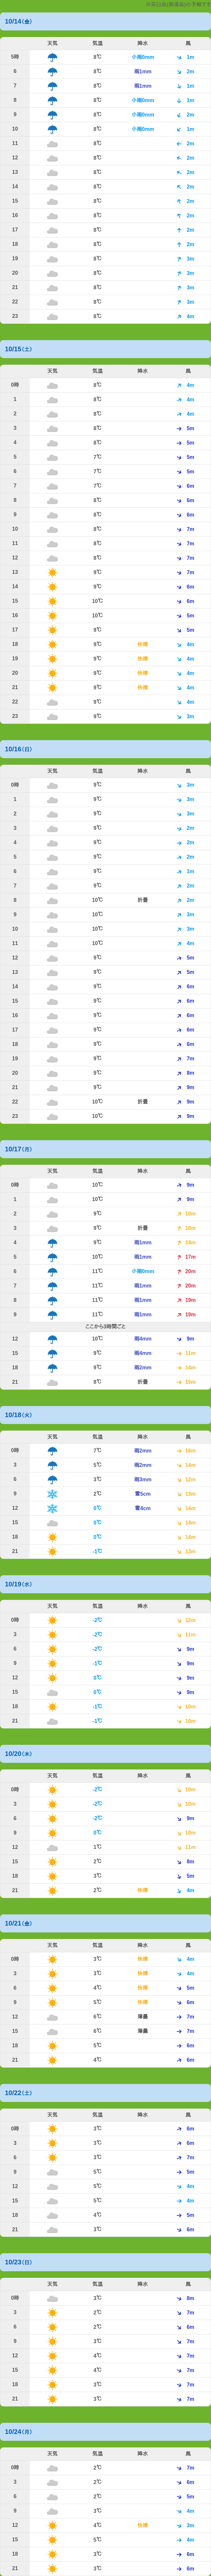 10/14(金)
天気 気温 降水 風
5時 8℃ 小雨0mm 1m
6 8℃ 雨1mm 2m
7 8℃ 雨1mm 1m
8 8℃ 小雨0mm 1m
9 8℃ 小雨0mm 2m
10 8℃ 小雨0mm 1m
11 8℃ 2m
12 8℃ 2m
13 8℃ 2m
14 8℃ 2m
15 8℃ 2m
16 8℃ 2m
17 8℃ 2m
18 8℃ 2m
19 8℃ 3m
20 8℃ 3m
21 8℃ 3m
22 8℃ 3m
23 8℃ 4m
10/15(土)
天気 気温 降水 風
0時 8℃ 4m
1 8℃ 4m
2 8℃ 4m
3 8℃ 5m
4 8℃ 5m
5 7℃ 5m
6 7℃ 5m
7 7℃ 6m
8 8℃ 6m
9 8℃ 6m
10 8℃ 7m
11 8℃ 7m
12 8℃ 7m
13 9℃ 7m
14 9℃ 6m
15 10℃ 6m
16 10℃ 5m
17 9℃ 5m
18 9℃ 快晴 4m
19 9℃ 快晴 4m
20 9℃ 快晴 4m
21 9℃ 快晴 4m
22 9℃ 4m
23 9℃ 3m
10/16(日)
天気 気温 降水 風
0時 9℃ 3m
1 9℃ 3m
2 9℃ 3m
3 9℃ 2m
4 9℃ 2m
5 9℃ 2m
6 9℃ 1m
7 9℃ 2m
8 10℃ 折曇 2m
9 10℃ 3m
10 10℃ 3m
11 10℃ 4m
12 9℃ 5m
13 9℃ 5m
14 9℃ 6m
15 9℃ 6m
16 9℃ 6m
17 9℃ 6m
18 9℃ 6m
19 9℃ 7m
20 9℃ 8m
21 9℃ 9m
22 10℃ 折曇 9m
23 10℃ 9m
10/17(月)
天気 気温 降水 風
0時 10℃ 9m
1 10℃ 9m
2 9℃ 10m
3 9℃ 折曇 10m
4 9℃ 雨1mm 14m
5 10℃ 雨1mm 17m
6 11℃ 小雨0mm 20m
7 11℃ 雨1mm 20m
8 11℃ 雨1mm 19m
9 11℃ 雨1mm 19m
ここから3時間ごと
12 10℃ 雨4mm 9m
15 9℃ 雨4mm 11m
18 9℃ 雨2mm 14m
21 8℃ 折曇 15m
10/18(火)
天気 気温 降水 風
0時 7℃ 雨2mm 16m
3 5℃ 雨2mm 14m
6 3℃ 雨3mm 12m
9 2℃ 雪5cm 13m
12 0℃ 雪4cm 14m
15 0℃ 14m
18 0℃ 14m
21 -1℃ 13m
10/19(水)
天気 気温 降水 風
0時 -2℃ 12m
3 -2℃ 11m
6 -2℃ 9m
9 -1℃ 9m
12 0℃ 9m
15 0℃ 9m
18 -1℃ 10m
21 -1℃ 10m
10/20(木)
天気 気温 降水 風
0時 -2℃ 10m
3 -2℃ 10m
6 -2℃ 9m
9 0℃ 10m
12 1℃ 11m
15 2℃ 8m
18 3℃ 5m
21 2℃ 快晴 4m
10/21(金)
天気 気温 降水 風
0時 3℃ 快晴 4m
3 3℃ 快晴 4m
6 4℃ 快晴 5m
9 5℃ 快晴 6m
12 6℃ 薄曇 7m
15 6℃ 薄曇 7m
18 5℃ 6m
21 4℃ 6m
10/22(土)
天気 気温 降水 風
0時 3℃ 6m
3 3℃ 6m
6 3℃ 7m
9 5℃ 5m
12 5℃ 4m
15 5℃ 4m
18 4℃ 5m
21 3℃ 6m
10/23(日)
天気 気温 降水 風
0時 3℃ 8m
3 2℃ 7m
6 2℃ 6m
9 3℃ 7m
12 4℃ 7m
15 4℃ 7m
18 3℃ 7m
21 3℃ 7m
10/24(月)
天気 気温 降水 風
0時 2℃ 7m
3 2℃ 6m
6 2℃ 5m
9 3℃ 4m
12 4℃ 快晴 3m
15 5℃ 4m
18 3℃ 6m
21 3℃ 6m